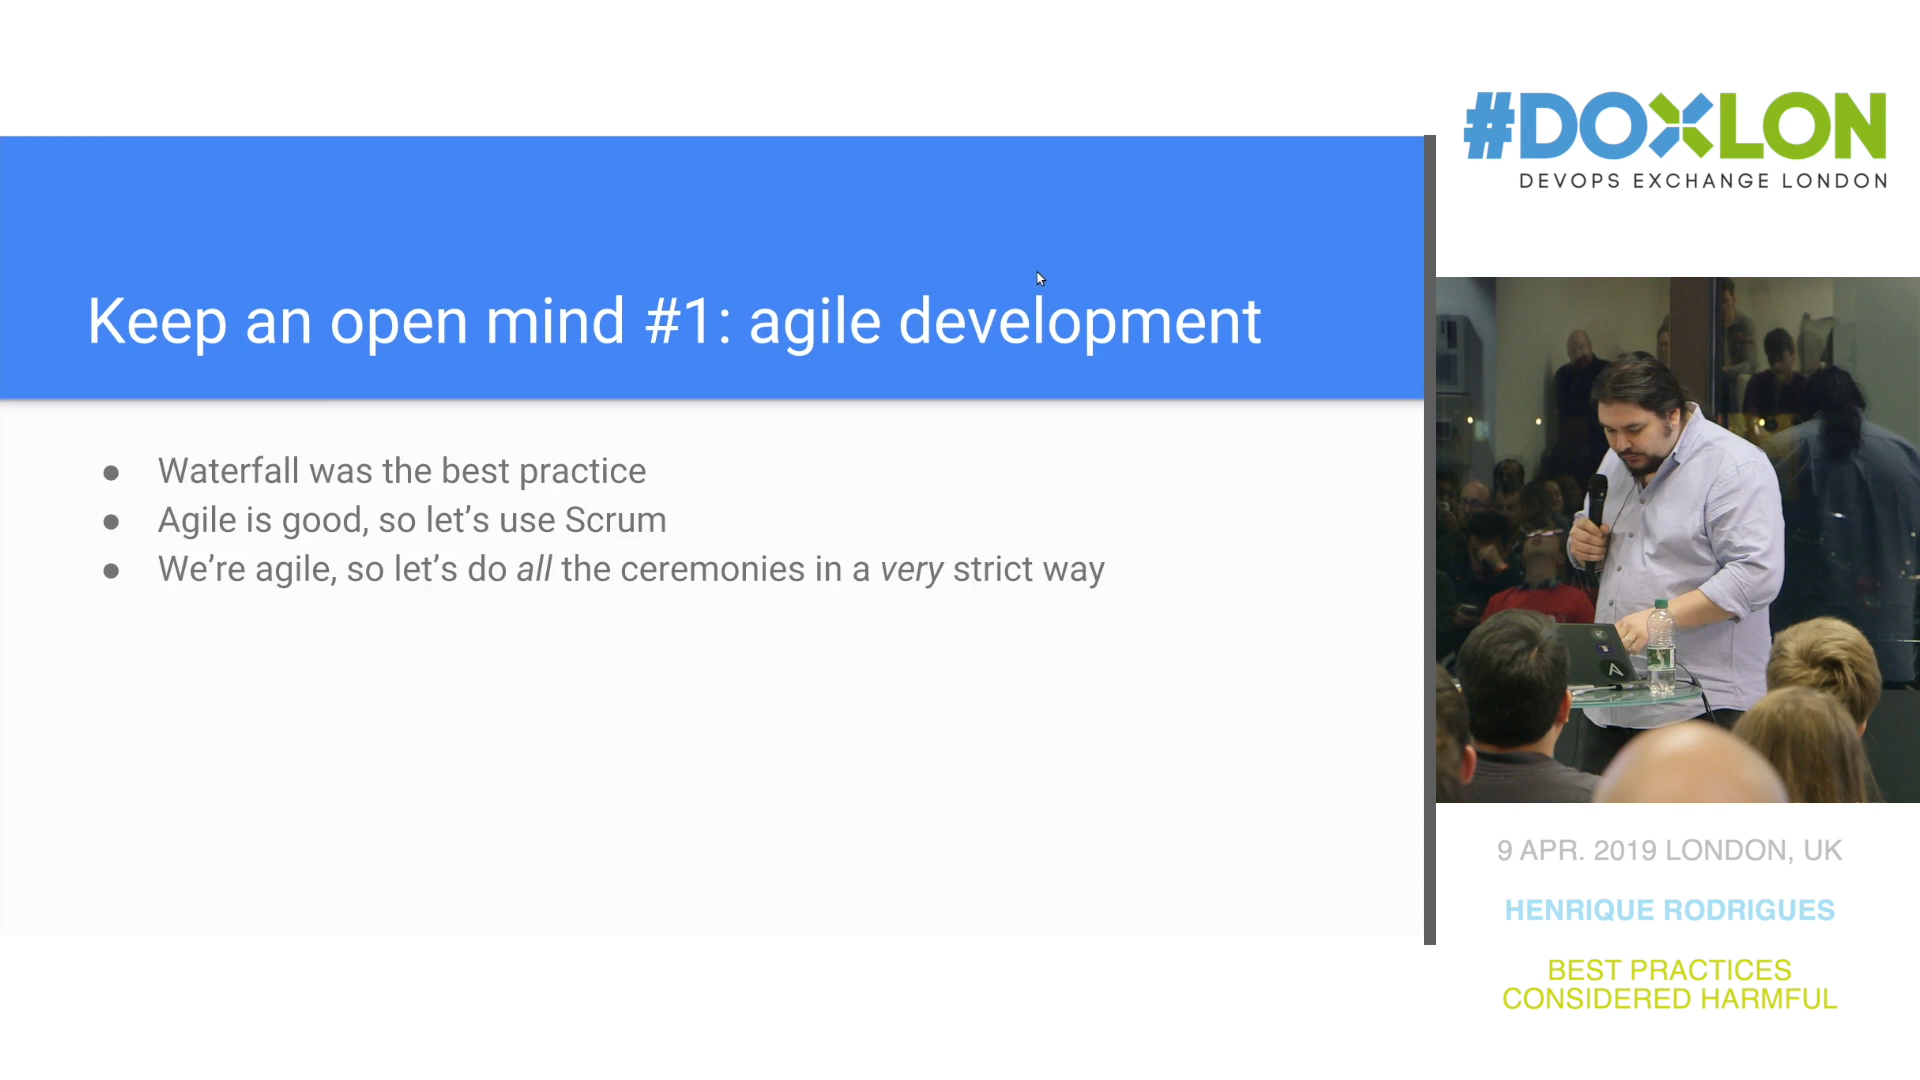 Keep an open mind #1: agile development
● Waterfall was the best practice
● Agile is good, so let’s use Scrum
● We’re agile, so let’s do all the ceremonies in a very strict way
#DOXLON
DEVOPS EXCHANGE LONDON
9 APR. 2019 LONDON, UK
HENRIQUE RODRIGUES
BEST PRACTICES
CONSIDERED HARMFUL